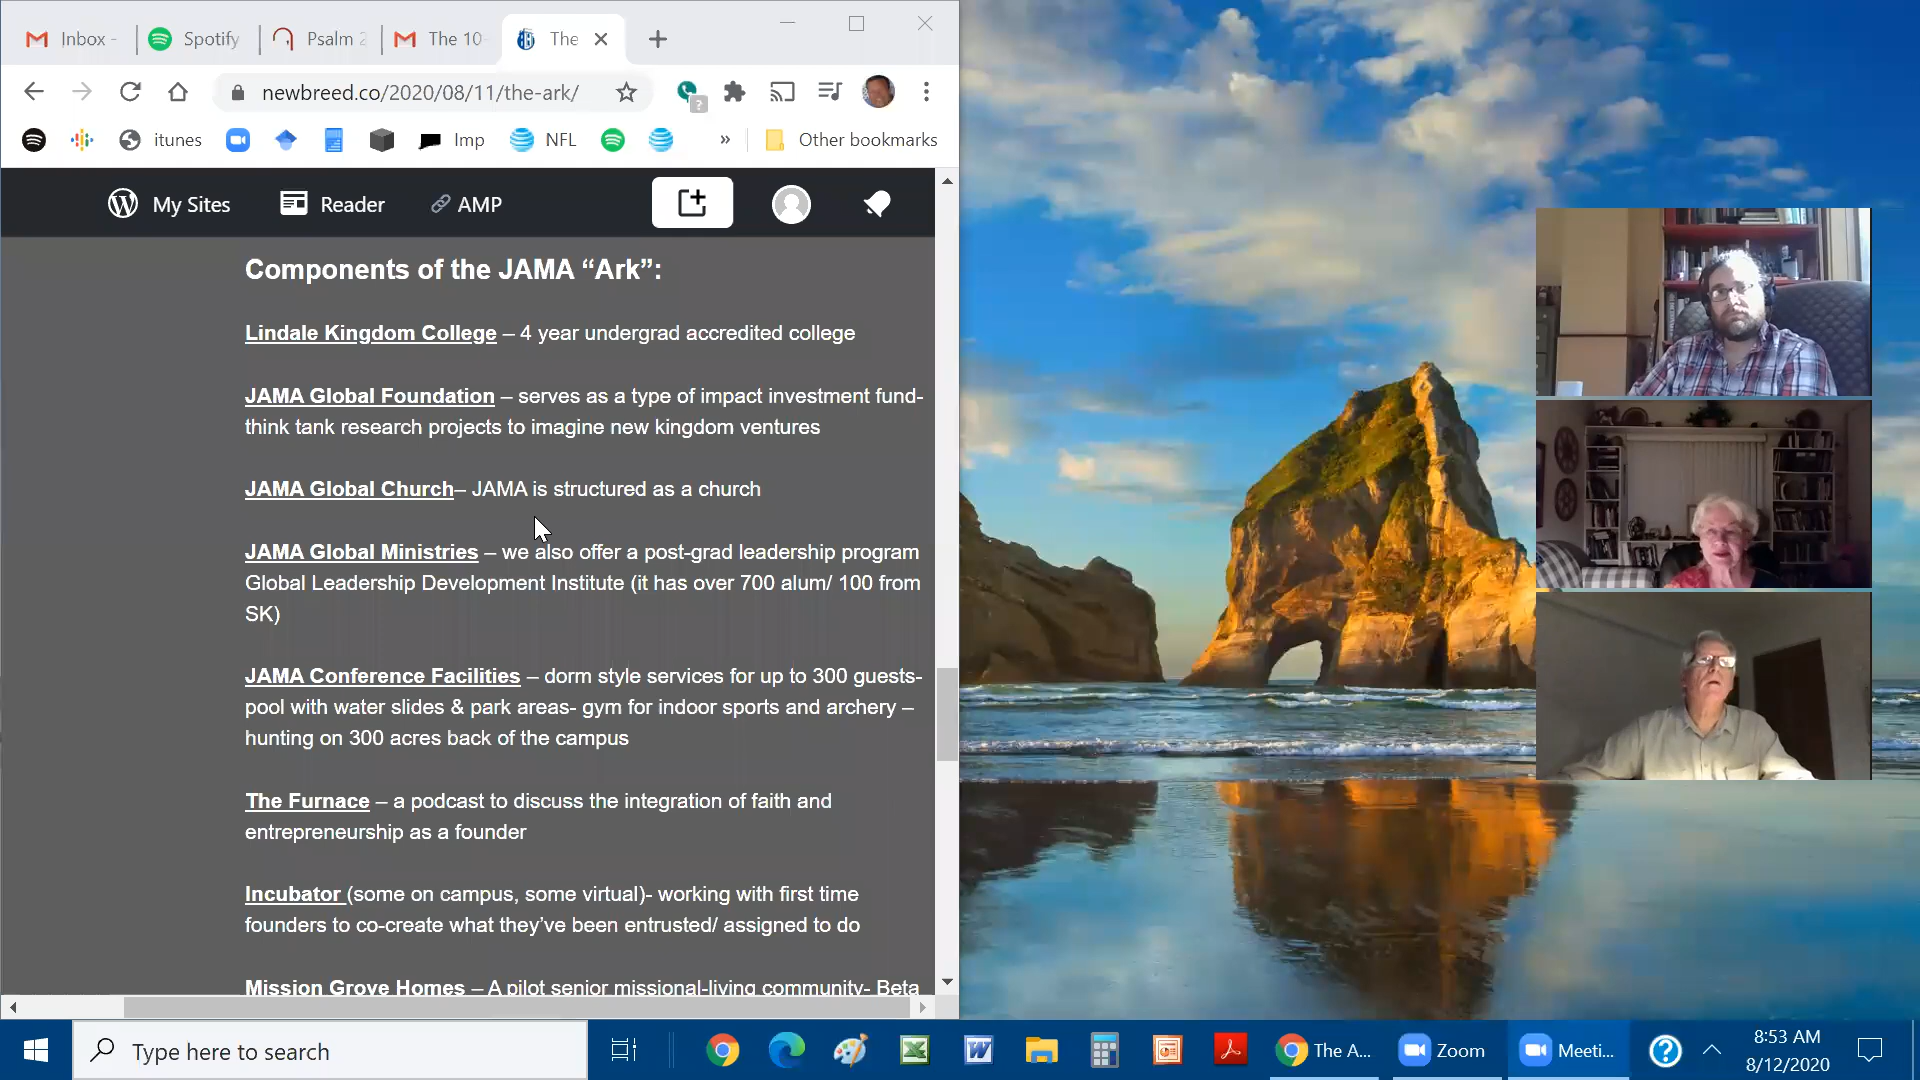 Inbox -
Spotify
Psalm 2
The 10
The
newbreed.co/2020/08/11/the-ark/
?
itunes
Imp
NFL
»
Other bookmarks
My Sites
Reader
AMP
Components of the JAMA “Ark”:
Lindale Kingdom College – 4 year undergrad accredited college
JAMA Global Foundation – serves as a type of impact investment fund-
think tank research projects to imagine new kingdom ventures
JAMA Global Church– JAMA is structured as a church
JAMA Global Ministries – we also offer a post-grad leadership program
Global Leadership Development Institute (it has over 700 alum/ 100 from
SK)
JAMA Conference Facilities – dorm style services for up to 300 guests-
pool with water slides & park areas- gym for indoor sports and archery –
hunting on 300 acres back of the campus
The Furnace – a podcast to discuss the integration of faith and
entrepreneurship as a founder
Incubator (some on campus, some virtual)- working with first time
founders to co-create what they’ve been entrusted/ assigned to do
Mission Grove Homes – A pilot senior missional-living community- Beta
Type here to search
The A...
Zoom
Meeti...
8:53 AM
8/12/2020